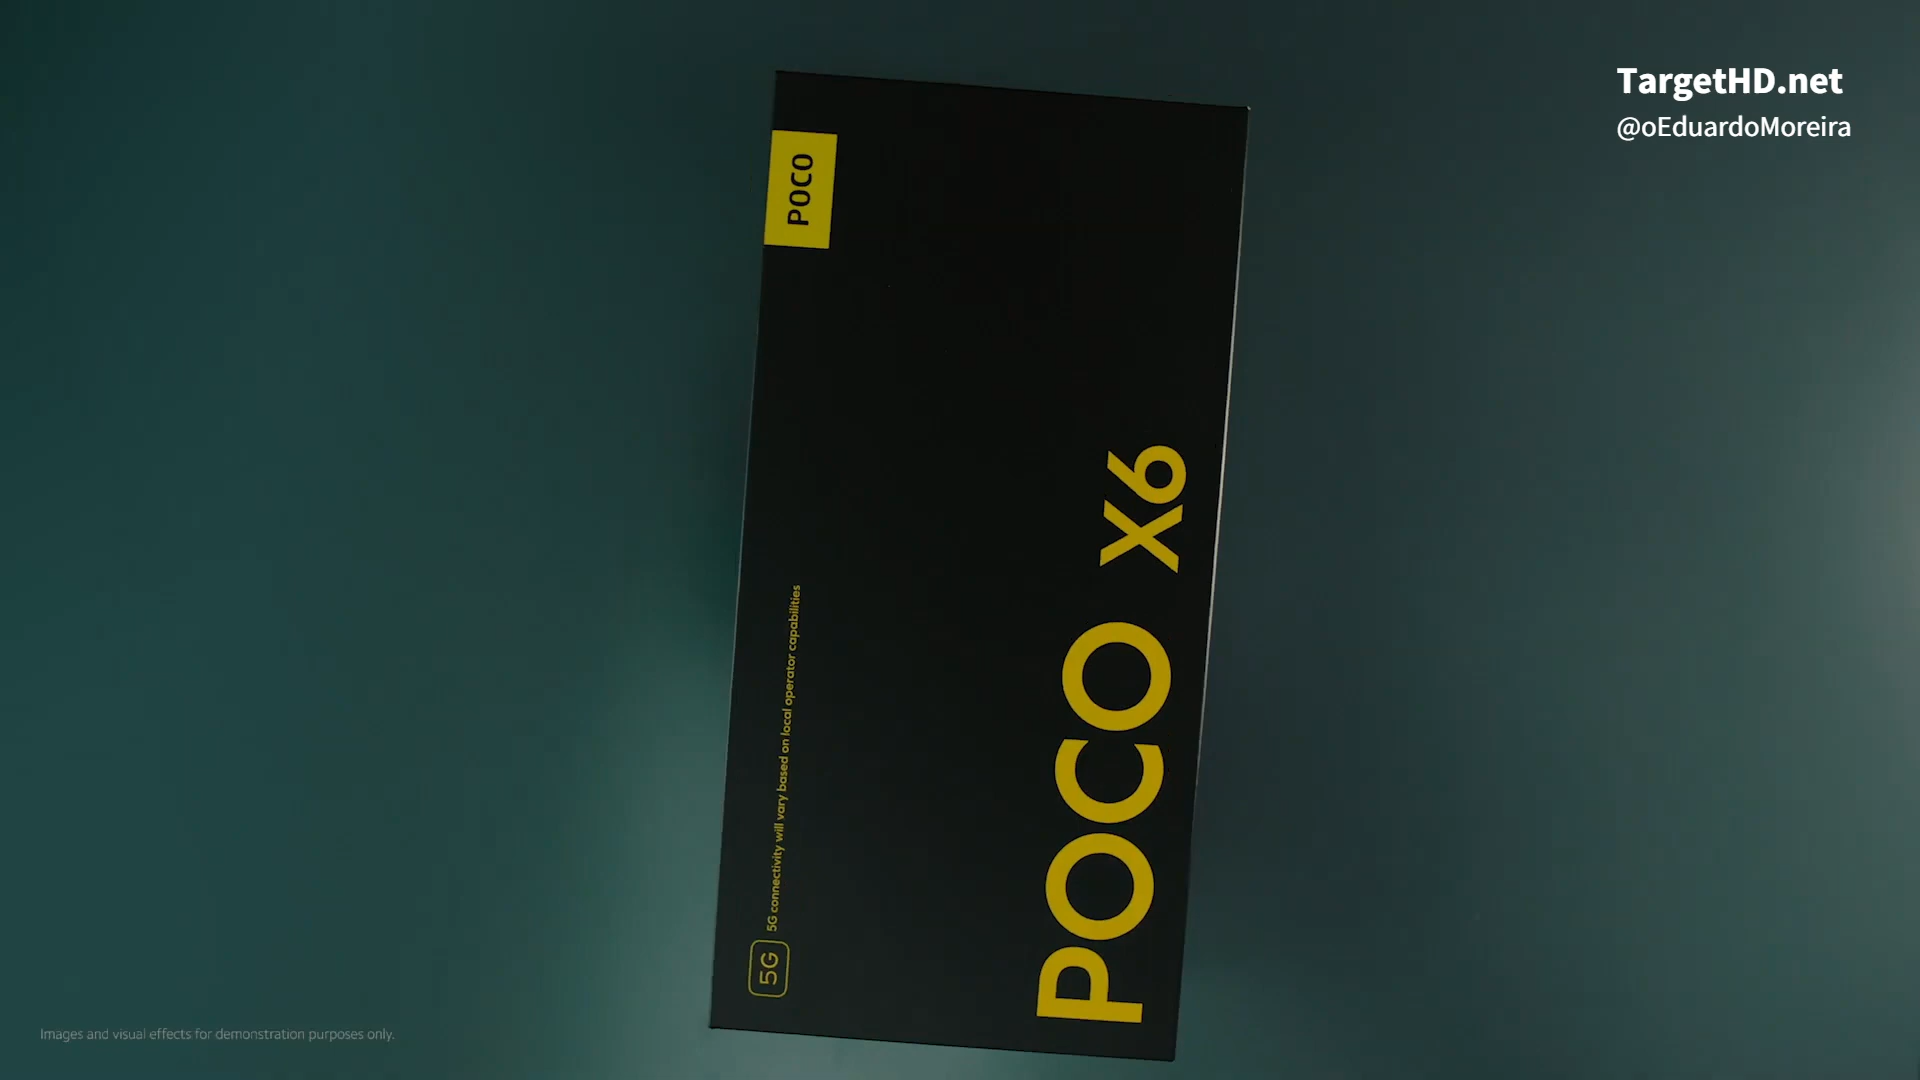 TargetHD.net
@oEduardoMoreira
POCO
POCO X6
5G
5G connectivity will vary based on local operator capabilities
Images and visual effects for demonstration purposes only.